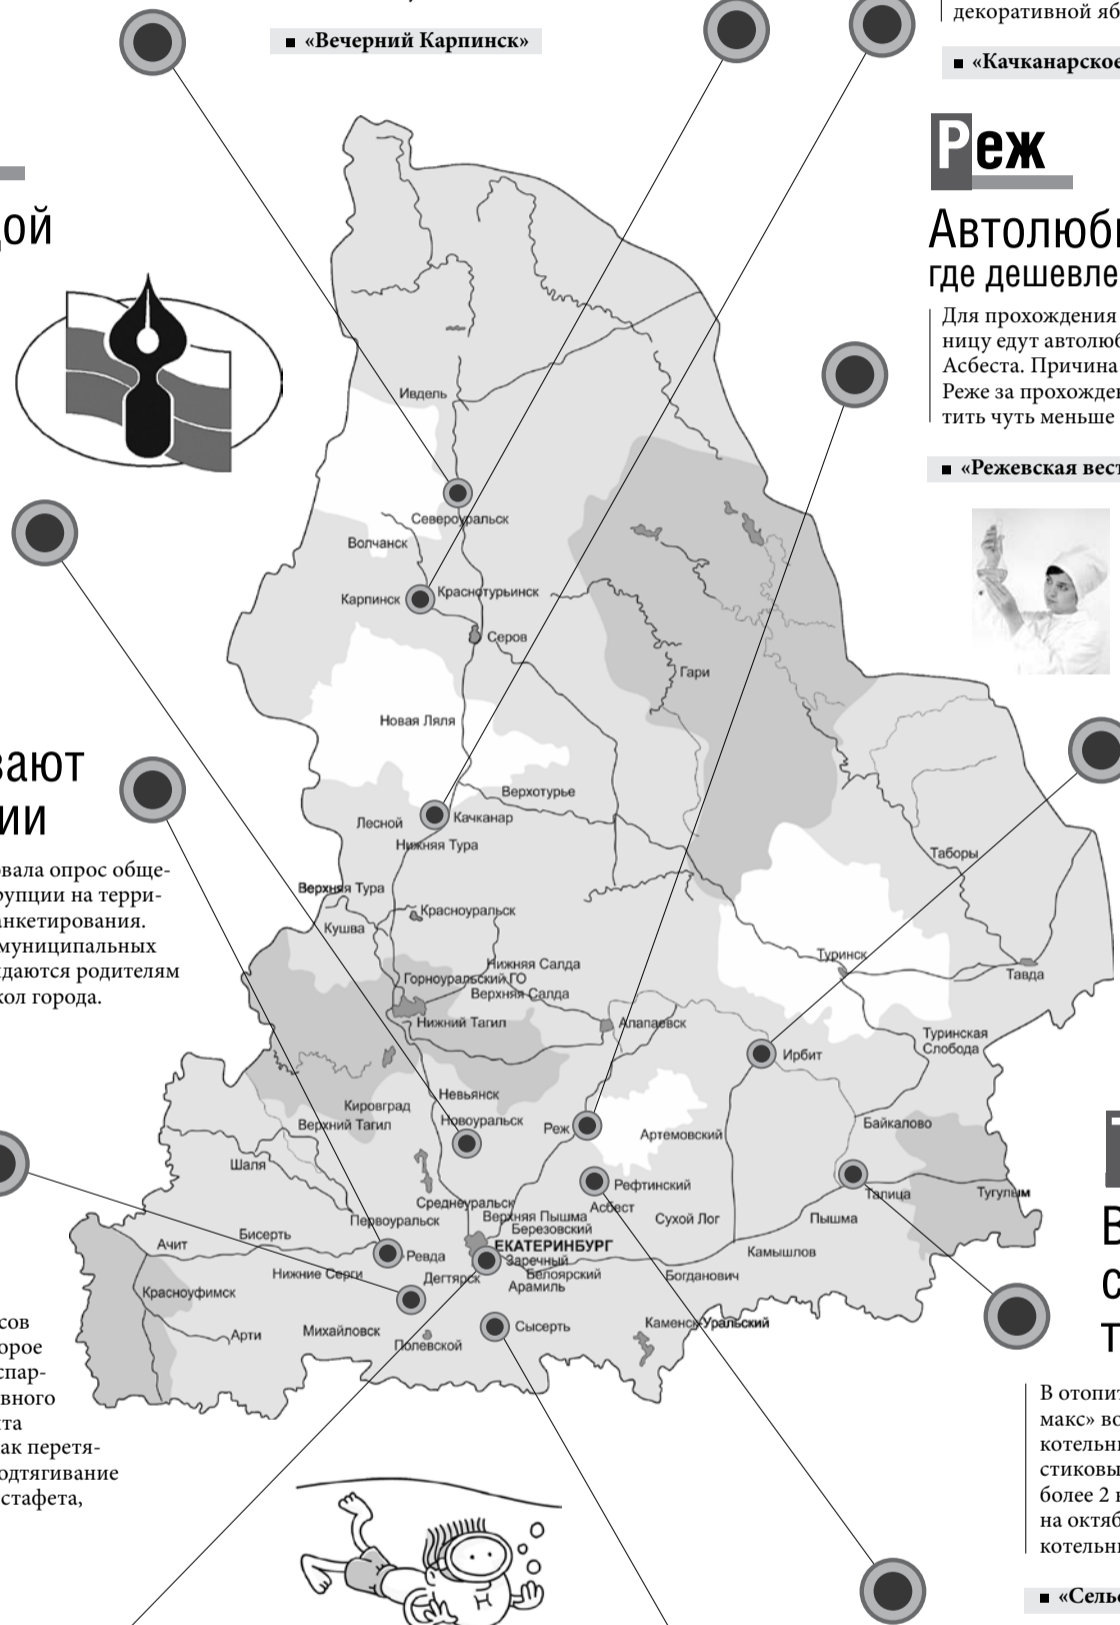 «Вечерний Карпинск»
декоративной яб
«Качканарское
Реж
Автолюб
где дешевле
Для прохождения
ницу едут автолюб
Асбеста. Причина
Реже за прохожден
тить чуть меньше
«Режевская вест
ой
вают
ии
овала опрос обще-
рупции на терри-
анкетирования.
муниципальных
даются родителям
кол города.
сов
орое
спар-
вного
та
ак перетя-
одтягивание
стафета,
Ивдель
Североуральск
Волчанск
Карпинск
Краснотурьинск
Серов
Гари
Новая Ляля
Верхотурье
Лесной
Качканар
Нижняя Тура
Таборы
Верхняя Тура
Красноуральск
Кушва
Туринск
Нижняя Салда
Тавда
Горноуральский ГО
Верхняя Салда
Нижний Тагил
Алапаевск
Туринская
Слобода
Ирбит
Невьянск
Кировград
Новоуральск
Верхний Тагил
Реж
Артемовский
Байкалово
Шаля
Рефтинский
Талица
Тугулым
Среднеуральск
Асбест
Первоуральск
Верхняя Пышма
Сухой Лог
Пышма
Березовский
Бисерть
Ачит
ЕКАТЕРИНБУРГ
Камышлов
Ревда
Заречный
Нижние Серги
Дегтярск
Белоярский
Богданович
Арамиль
Красноуфимск
Каменск-Уральский
Сысерть
Михайловск
Арти
Полевской
Т
В
с
т
В отопит
макс» во
котельн
стиковы
более 2
на октяб
котельн
«Сель